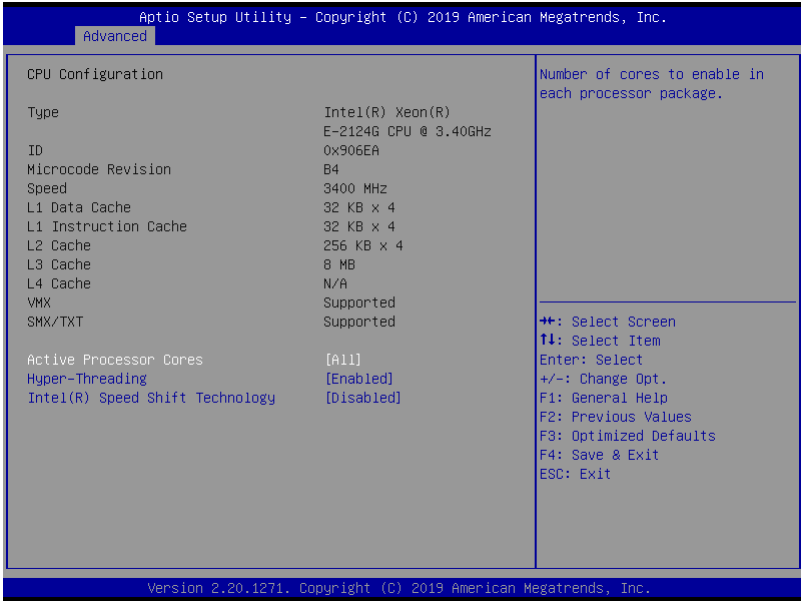 Aptio Setup Utility – Copyright (C) 2019 American Megatrends, Inc.
Advanced
CPU Configuration
Type Intel(R) Xeon(R)
E-2124G CPU @ 3.40GHz
ID 0x906EA
Microcode Revision B4
Speed 3400 MHz
L1 Data Cache 32 KB x 4
L1 Instruction Cache 32 KB x 4
L2 Cache 256 KB x 4
L3 Cache 8 MB
L4 Cache N/A
VMX Supported
SMX/TXT Supported
Active Processor Cores [All]
Hyper-Threading [Enabled]
Intel(R) Speed Shift Technology [Disabled]
Number of cores to enable in
each processor package.
→←: Select Screen
↑↓: Select Item
Enter: Select
+/-: Change Opt.
F1: General Help
F2: Previous Values
F3: Optimized Defaults
F4: Save & Exit
ESC: Exit
Version 2.20.1271. Copyright (C) 2019 American Megatrends, Inc.